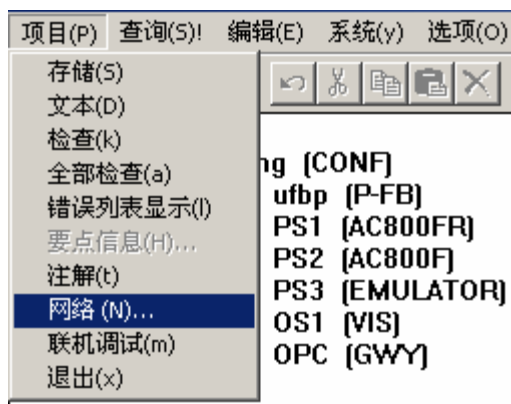 项目(P) 查询(S)! 编辑(E) 系统(y) 选项(O)
存储(S)
文本(D)
检查(k)
全部检查(a)
错误列表显示(l)
要点信息(H)...
注解(t)
网络 (N)...
联机调试(m)
退出(x)
ng (CONF)
ufbp (P-FB)
PS1 (AC800FR)
PS2 (AC800F)
PS3 (EMULATOR)
OS1 (VIS)
OPC (GWY)